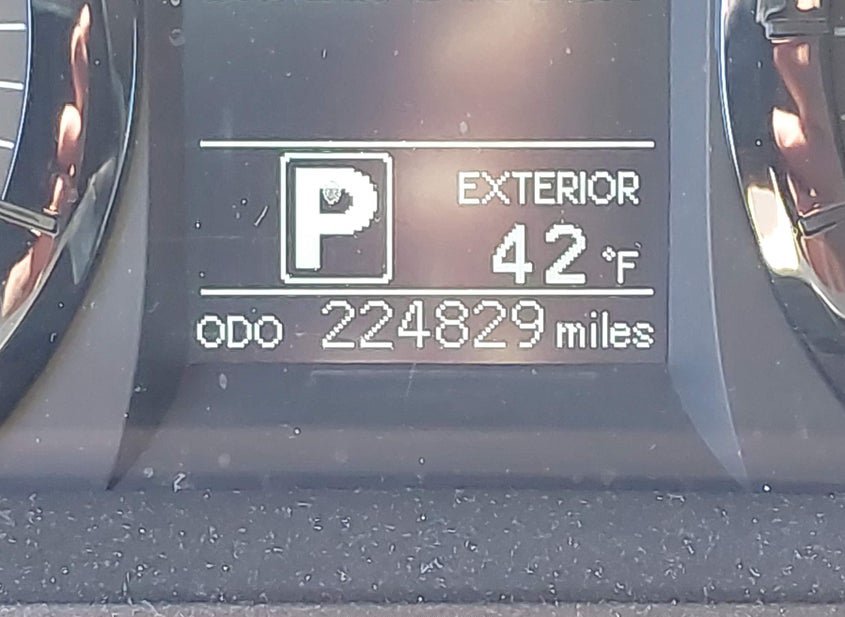 P
EXTERIOR
42 °F
ODO 224829 miles